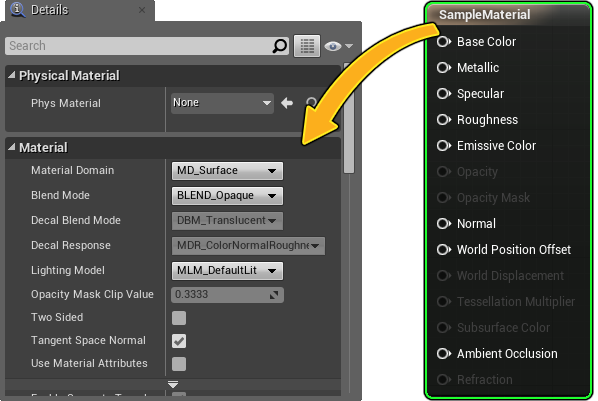 Details
Search
Physical Material
Phys Material
None
Material
Material Domain
MD_Surface
Blend Mode
BLEND_Opaque
Decal Blend Mode
DBM_Translucent
Decal Response
MDR_ColorNormalRoughne
Lighting Model
MLM_DefaultLit
Opacity Mask Clip Value
0.3333
Two Sided
Tangent Space Normal
Use Material Attributes
SampleMaterial
Base Color
Metallic
Specular
Roughness
Emissive Color
Opacity
Opacity Mask
Normal
World Position Offset
World Displacement
Tessellation Multiplier
Subsurface Color
Ambient Occlusion
Refraction